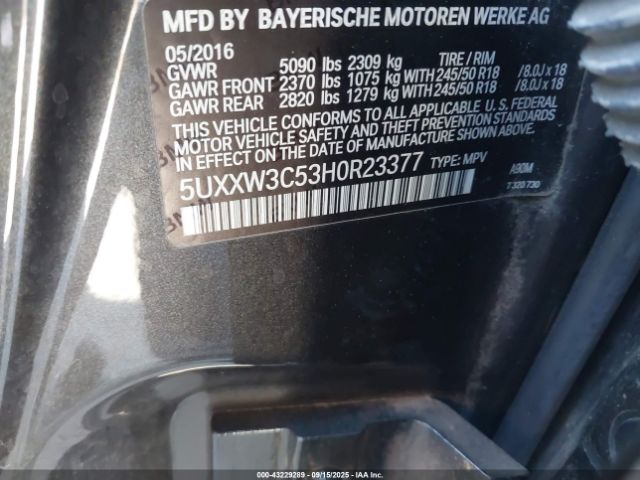 MFD BY BAYERISCHE MOTOREN WERKE AG
05/2016
GVWR 5090 lbs 2309 kg TIRE / RIM
GAWR FRONT 2370 lbs 1075 kg WITH 245/50 R18 /8.0J x 18
GAWR REAR 2820 lbs 1279 kg WITH 245/50 R18 /8.0J x 18
THIS VEHICLE CONFORMS TO ALL APPLICABLE U.S. FEDERAL
MOTOR VEHICLE SAFETY AND THEFT PREVENTION STANDARDS
IN EFFECT ON THE DATE OF MANUFACTURE SHOWN ABOVE.
5UXXW3C53H0R23377 TYPE: MPV A90M
T 320 730
000-43229289 - 09/15/2025 - IAA, Inc.